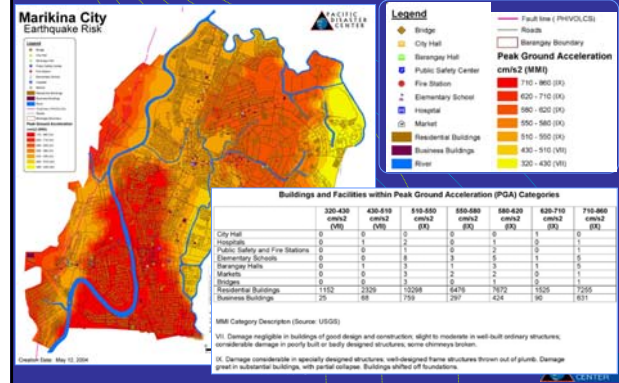 Marikina City
Earthquake Risk
PACIFIC
DISASTER
CENTER
Legend
Bridge
City Hall
Barangay Hall
Public Safety Center
Fire Station
Elementary School
Hospital
Market
Residential Buildings
Business Buildings
River
Fault line ( PHIVOLCS)
Roads
Barangay Boundary
Peak Ground Acceleration
cm/s2 (MMI)
710 - 860 (IX)
620 - 710 (IX)
580 - 620 (IX)
550 - 580 (IX)
510 - 550 (IX)
430 - 510 (VII)
320 - 430 (VII)
Buildings and Facilities within Peak Ground Acceleration (PGA) Categories
320-430 cm/s2 (VII) 430-510 cm/s2 (VII) 510-550 cm/s2 (IX) 550-580 cm/s2 (IX) 580-620 cm/s2 (IX) 620-710 cm/s2 (IX) 710-860 cm/s2 (IX)
City Hall 0 0 0 0 0 1 0
Hospitals 0 1 2 0 1 0 1
Public Safety and Fire Stations 0 0 1 0 2 0 1
Elementary Schools 0 0 8 3 5 1 5
Barangay Halls 0 1 3 1 3 1 5
Markets 0 0 3 2 2 0 1
Bridges 0 0 3 0 1 0 1
Residential Buildings 1152 2329 10298 6476 7672 1525 7255
Business Buildings 25 68 759 297 424 90 631
MMI Category Description (Source: USGS)
VII. Damage negligible in buildings of good design and construction; slight to moderate in well-built ordinary structures;
considerable damage in poorly built or badly designed structures; some chimneys broken.
IX. Damage considerable in specially designed structures; well-designed frame structures thrown out of plumb. Damage
great in substantial buildings, with partial collapse. Buildings shifted off foundations.
Creation Date: May 12, 2004
CENTER